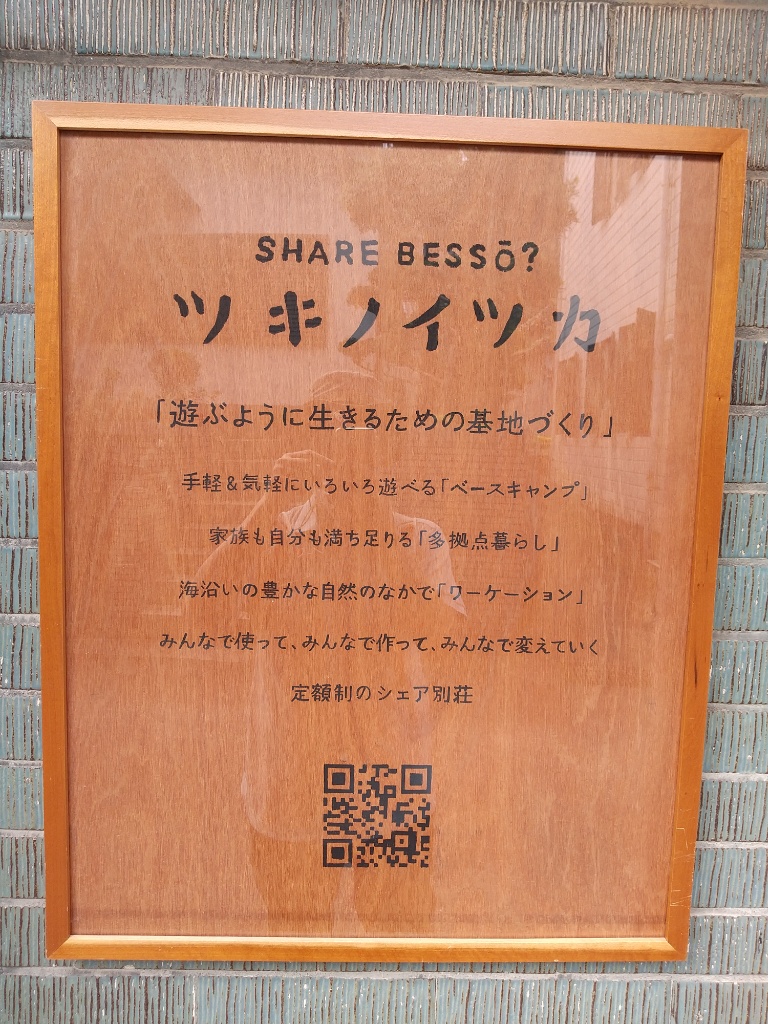 SHARE BESSŌ?
ツキノイツカ
「遊ぶように生きるための基地づくり」
手軽&気軽にいろいろ遊べる「ベースキャンプ」
家族も自分も満ち足りる「多拠点暮らし」
海沿いの豊かな自然のなかで「ワーケーション」
みんなで使って、みんなで作って、みんなで変えていく
定額制のシェア別荘